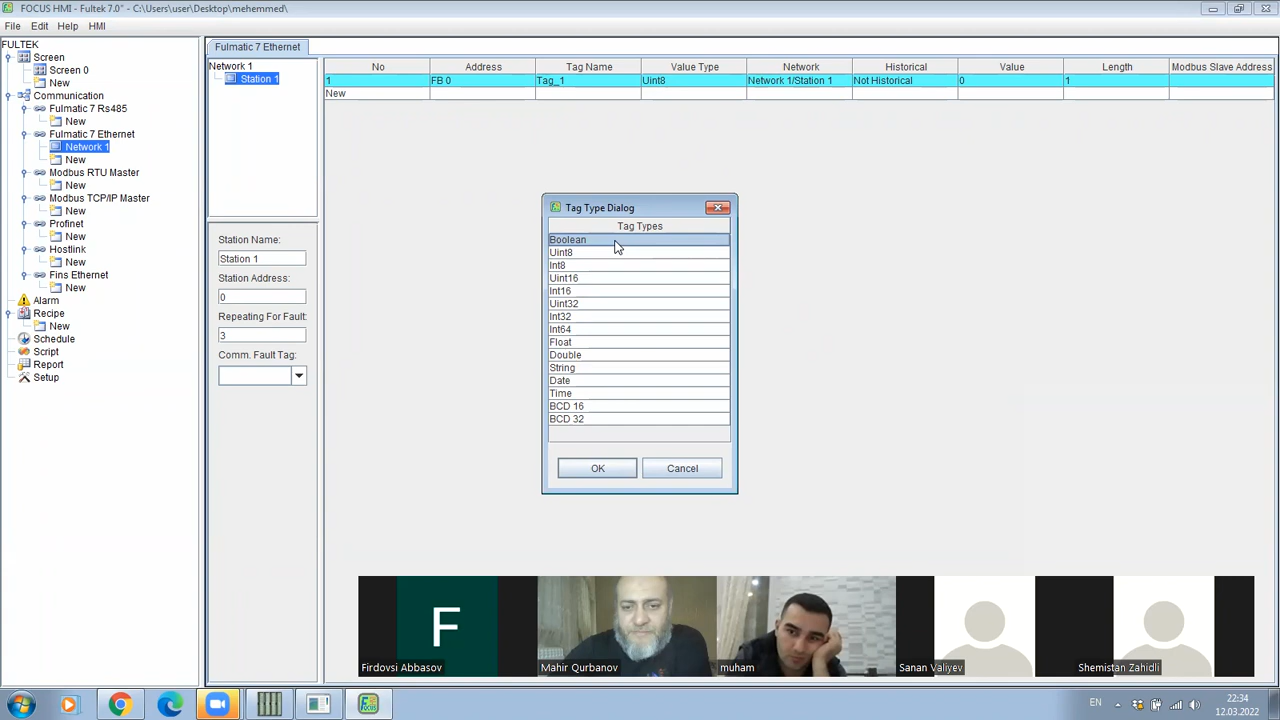 FOCUS HMI - Fultek 7.0" - C:\Users\user\Desktop\mehemmed\
File Edit Help HMI
FULTEK
Screen
Screen 0
New
Communication
Fulmatic 7 Rs485
New
Fulmatic 7 Ethernet
Network 1
New
Modbus RTU Master
New
Modbus TCP/IP Master
New
Profinet
New
Hostlink
New
Fins Ethernet
New
Alarm
Recipe
New
Schedule
Script
Report
Setup
Fulmatic 7 Ethernet
Network 1
Station 1
Station Name:
Station 1
Station Address:
0
Repeating For Fault:
3
Comm. Fault Tag:
No Address Tag Name Value Type Network Historical Value Length Modbus Slave Address
1 FB 0 Tag_1 Uint8 Network 1/Station 1 Not Historical 0 1
New
Tag Type Dialog
Tag Types
Boolean
Uint8
Int8
Uint16
Int16
Uint32
Int32
Int64
Float
Double
String
Date
Time
BCD 16
BCD 32
OK Cancel
F
Firdovsi Abbasov Mahir Qurbanov muham Sanan Valiyev Shemistan Zahidli
FOCUS
EN
22:34
12.03.2022